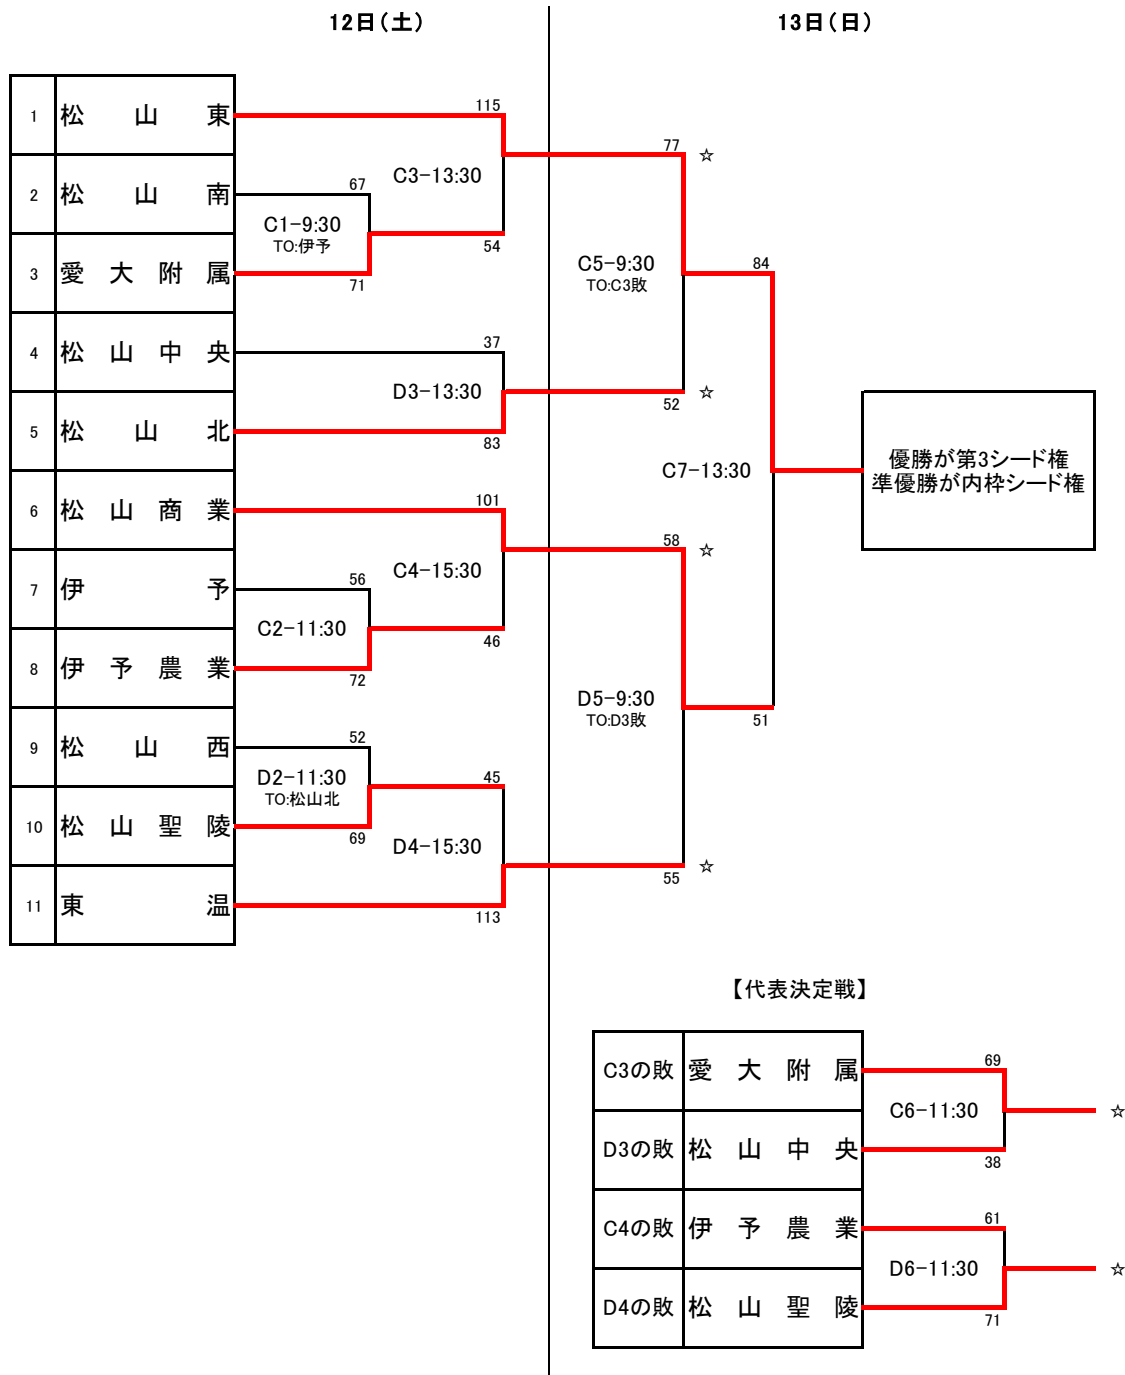 12日（土）
13日（日）
1 松山東
2 松山南
3 愛大附属
4 松山中央
5 松山北
6 松山商業
7 伊予
8 伊予農業
9 松山西
10 松山聖陵
11 東温
115
C3-13:30
54
67
C1-9:30
TO:伊予
71
37
D3-13:30
83
101
C4-15:30
46
56
C2-11:30
72
52
D2-11:30
TO:松山北
69
45
D4-15:30
113
77 ☆
C5-9:30
TO:C3敗
52 ☆
58 ☆
D5-9:30
TO:D3敗
55 ☆
84
C7-13:30
51
優勝が第3シード権
準優勝が内枠シード権
【代表決定戦】
C3の敗 愛大附属
D3の敗 松山中央
C4の敗 伊予農業
D4の敗 松山聖陵
69
C6-11:30 ☆
38
61
D6-11:30 ☆
71